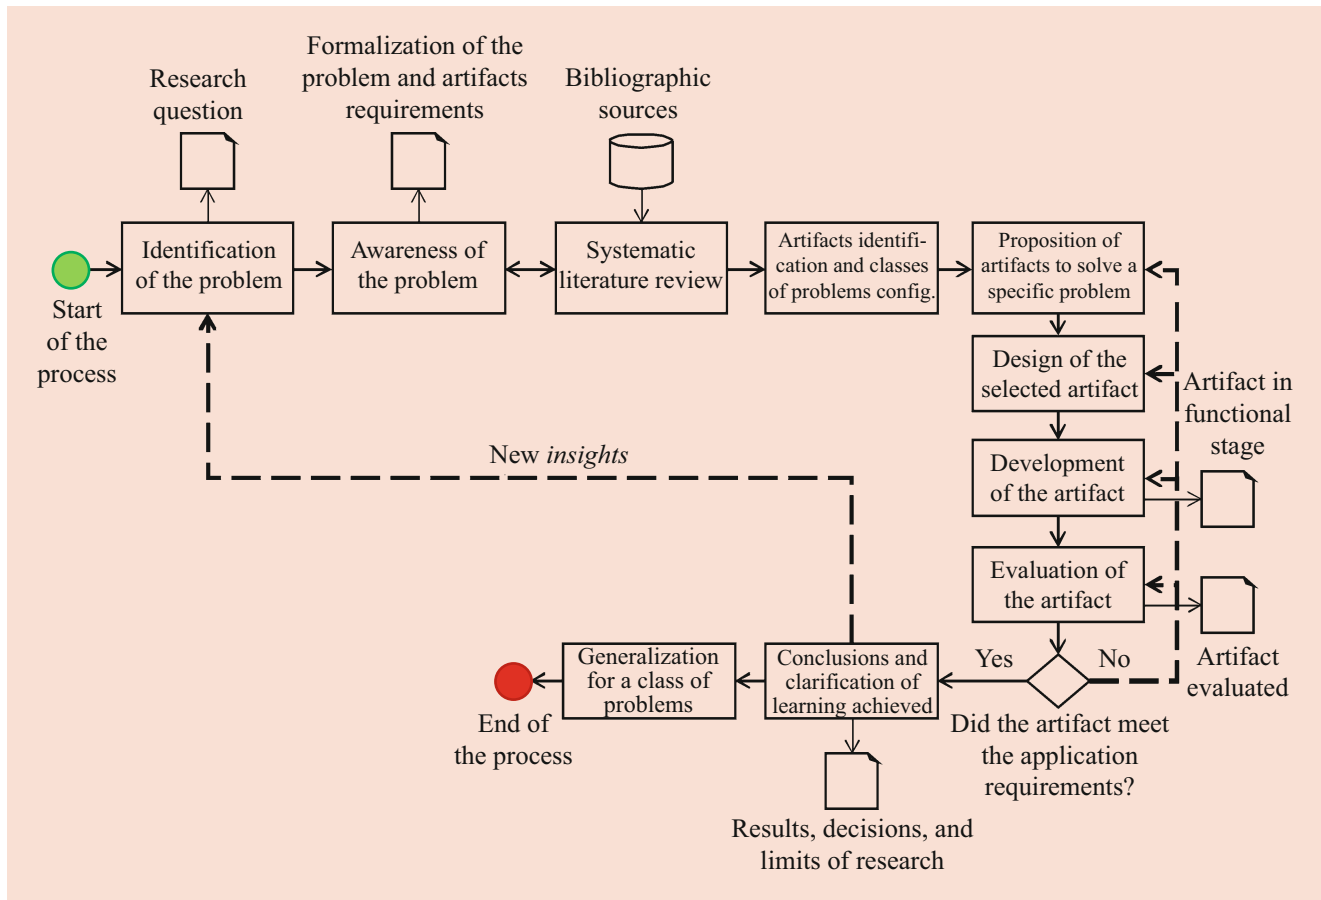 Research
question
Formalization of the
problem and artifacts
requirements
Bibliographic
sources
Start
of the
process
Identification
of the problem
Awareness of
the problem
Systematic
literature review
Artifacts identifi-
cation and classes
of problems config.
Proposition of
artifacts to solve a
specific problem
Design of the
selected artifact
Artifact in
functional
stage
Development
of the artifact
New insights
Evaluation of
the artifact
Artifact
evaluated
Yes
No
Did the artifact meet
the application
requirements?
Conclusions and
clarification of
learning achieved
Generalization
for a class of
problems
End of
the process
Results, decisions, and
limits of research